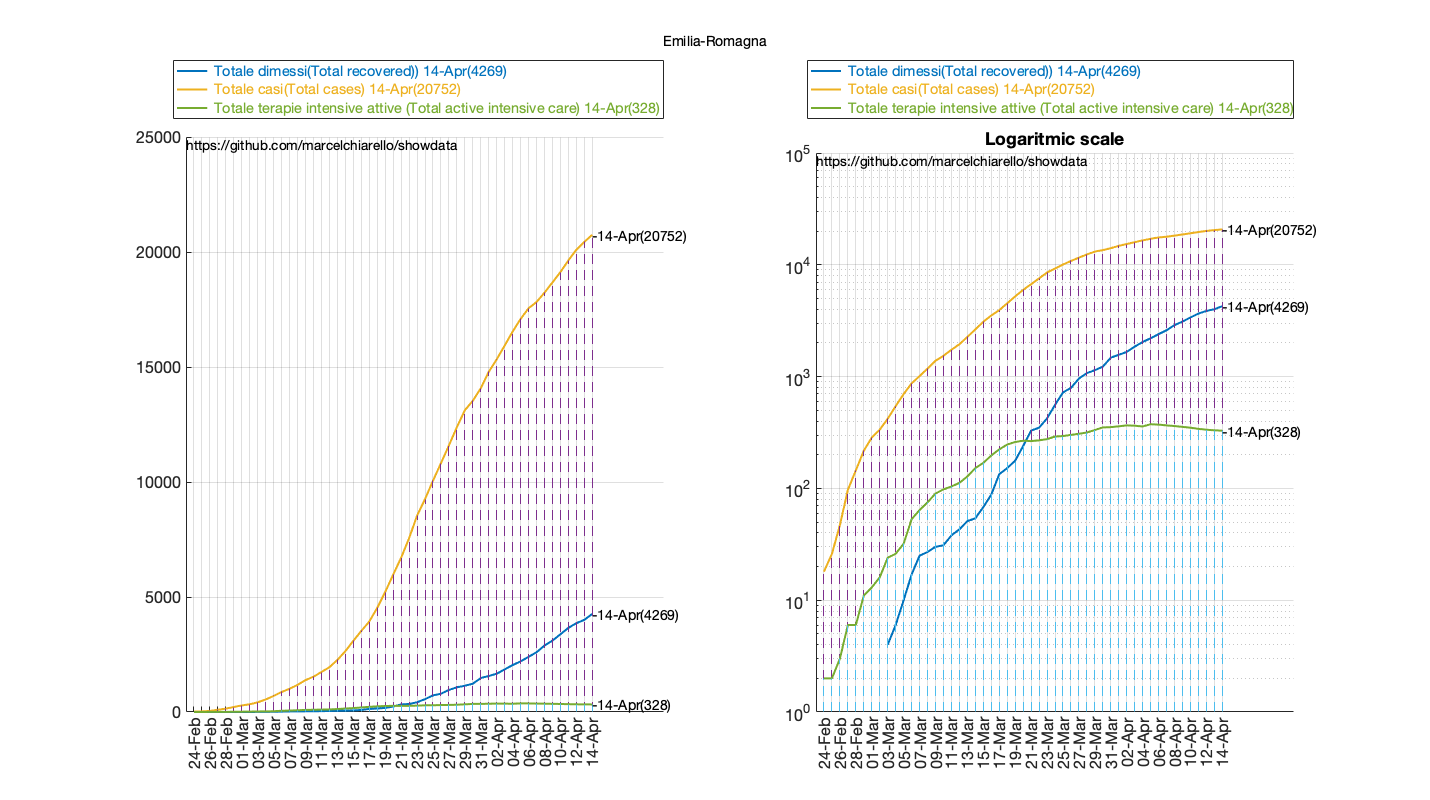 Emilia-Romagna
Totale dimessi(Total recovered)) 14-Apr(4269)
Totale casi(Total cases) 14-Apr(20752)
Totale terapie intensive attive (Total active intensive care) 14-Apr(328)
25000
https://github.com/marcelchiarello/showdata
20000
15000
10000
5000
0
14-Apr(20752)
14-Apr(4269)
14-Apr(328)
24-Feb
26-Feb
28-Feb
01-Mar
03-Mar
05-Mar
07-Mar
09-Mar
11-Mar
13-Mar
15-Mar
17-Mar
19-Mar
21-Mar
23-Mar
25-Mar
27-Mar
29-Mar
31-Mar
02-Apr
04-Apr
06-Apr
08-Apr
10-Apr
12-Apr
14-Apr
Totale dimessi(Total recovered)) 14-Apr(4269)
Totale casi(Total cases) 14-Apr(20752)
Totale terapie intensive attive (Total active intensive care) 14-Apr(328)
Logaritmic scale
10^5
https://github.com/marcelchiarello/showdata
10^4
10^3
10^2
10^1
10^0
14-Apr(20752)
14-Apr(4269)
14-Apr(328)
24-Feb
26-Feb
28-Feb
01-Mar
03-Mar
05-Mar
07-Mar
09-Mar
11-Mar
13-Mar
15-Mar
17-Mar
19-Mar
21-Mar
23-Mar
25-Mar
27-Mar
29-Mar
31-Mar
02-Apr
04-Apr
06-Apr
08-Apr
10-Apr
12-Apr
14-Apr